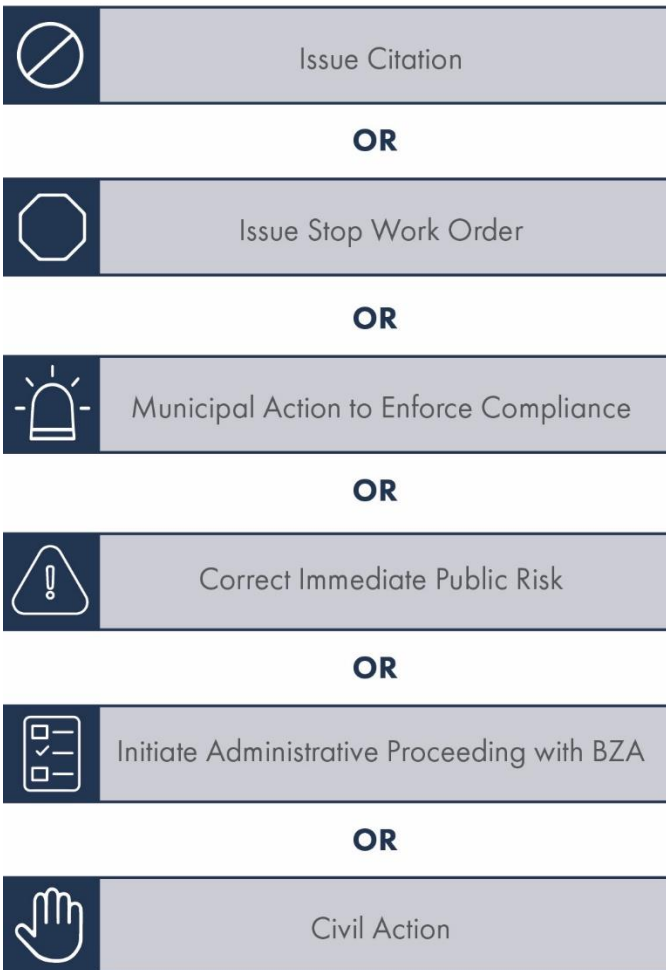 Issue Citation
OR
Issue Stop Work Order
OR
Municipal Action to Enforce Compliance
OR
Correct Immediate Public Risk
OR
Initiate Administrative Proceeding with BZA
OR
Civil Action